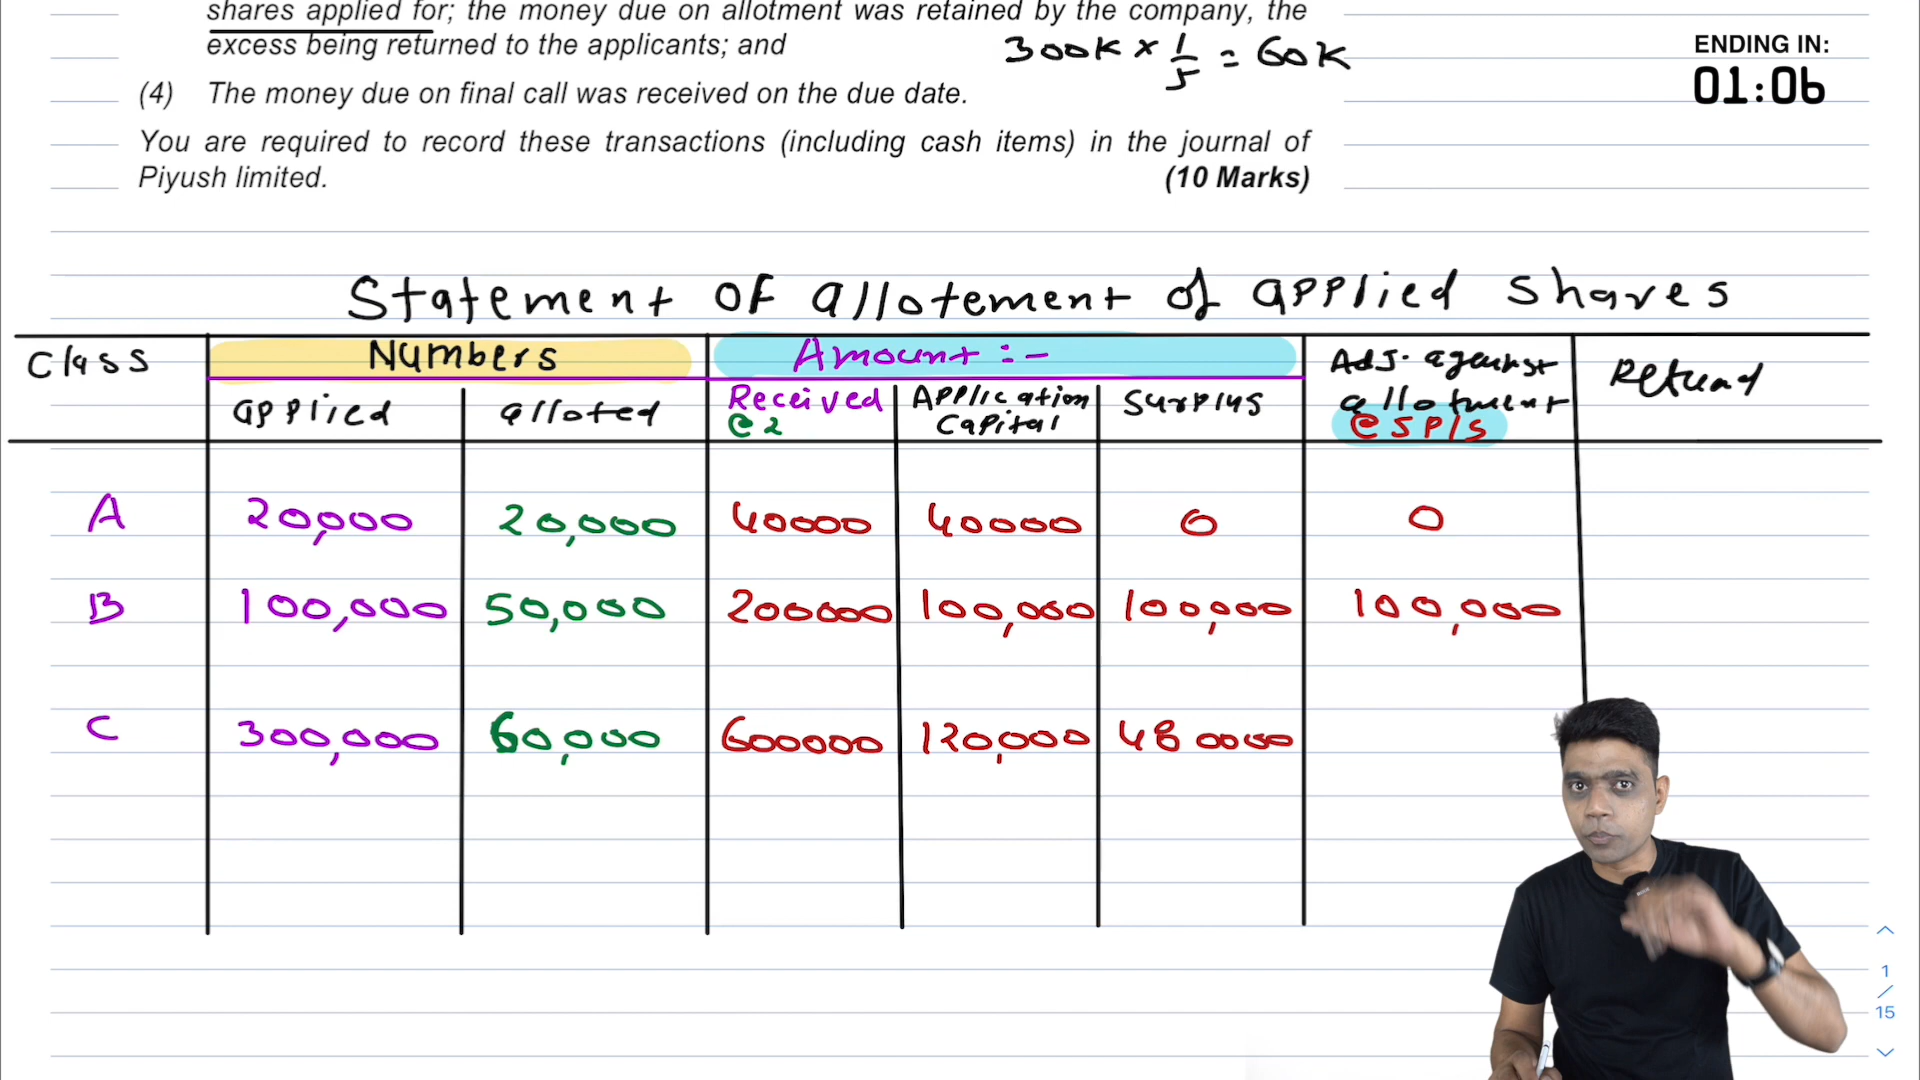 shares applied for; the money due on allotment was retained by the company, the
excess being returned to the applicants; and
300K × 1/5 = 60K
ENDING IN:
01:06
(4) The money due on final call was received on the due date.
You are required to record these transactions (including cash items) in the journal of
Piyush limited. (10 Marks)
Statement of allotement of applied shares
Class Numbers Amount :- Adj. against allotment @ 5 P/S Refund
applied alloted Received @ 2 Application Capital Surplus
A 20,000 20,000 40000 40000 0 0
B 100,000 50,000 200000 100,000 100,000 100,000
C 300,000 60,000 600000 120,000 480000
1
/
15